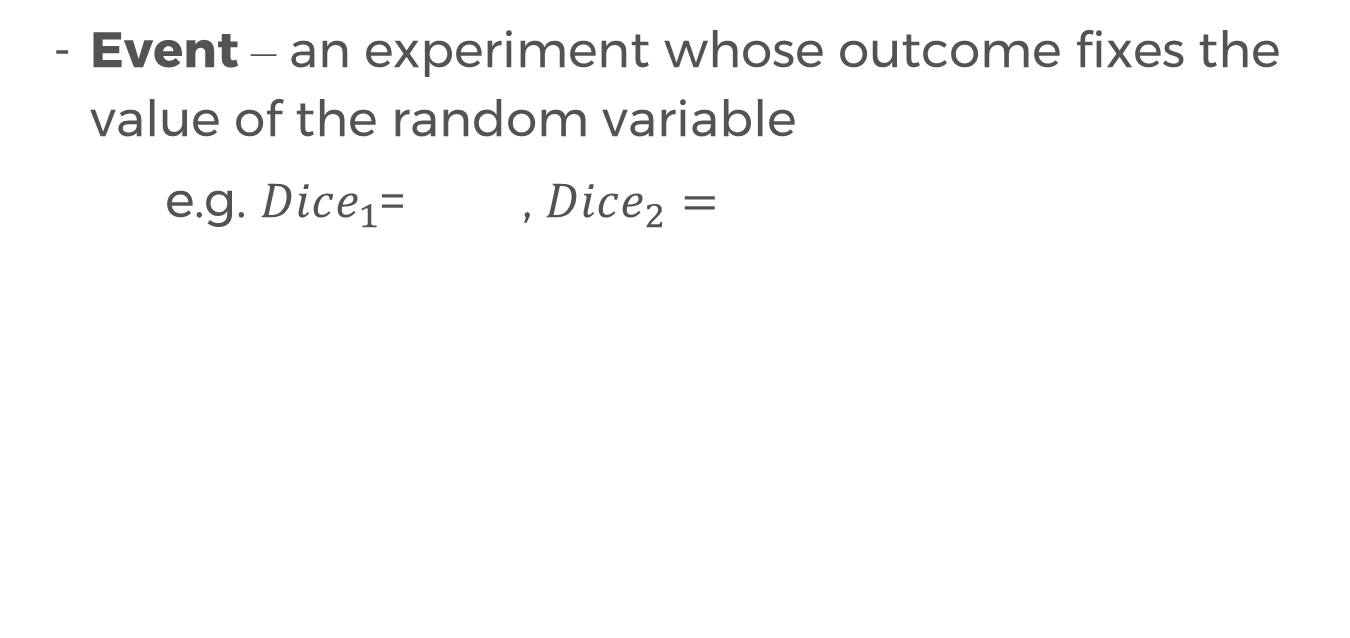 - Event – an experiment whose outcome fixes the
value of the random variable
e.g. Dice₁= , Dice₂ =